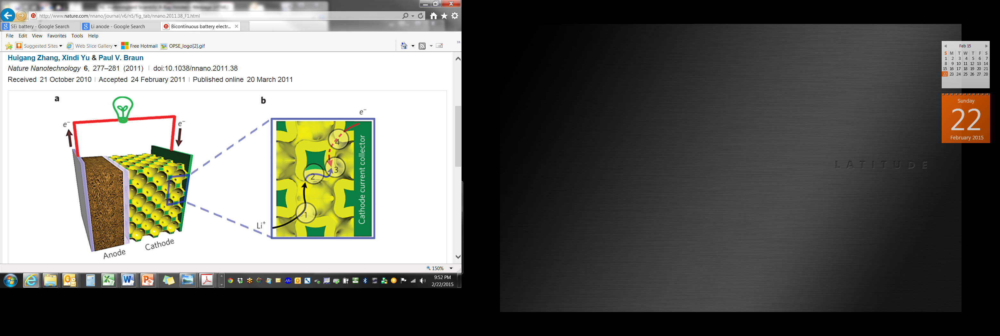 http://www.nature.com/nnano/journal/v6/n5/fig_tab/nnano.2011.38_F1.html
SEi battery - Google Search
Li anode - Google Search
Bicontinuous battery electr...
File Edit View Favorites Tools Help
Suggested Sites
Web Slice Gallery
Free Hotmail
OPSE_logo[2].gif
Huigang Zhang, Xindi Yu & Paul V. Braun
Nature Nanotechnology 6, 277–281 (2011) | doi:10.1038/nnano.2011.38
Received 21 October 2010 | Accepted 24 February 2011 | Published online 20 March 2011
a
e⁻
e⁻
Anode
Cathode
b
e⁻
4
3
2
1
Li⁺
Cathode current collector
150%
9:52 PM
2/22/2015
Feb 15
S M T W T F S
1 2 3 4 5 6 7
8 9 10 11 12 13 14
15 16 17 18 19 20 21
22 23 24 25 26 27 28
Sunday
22
February 2015
LATITUDE